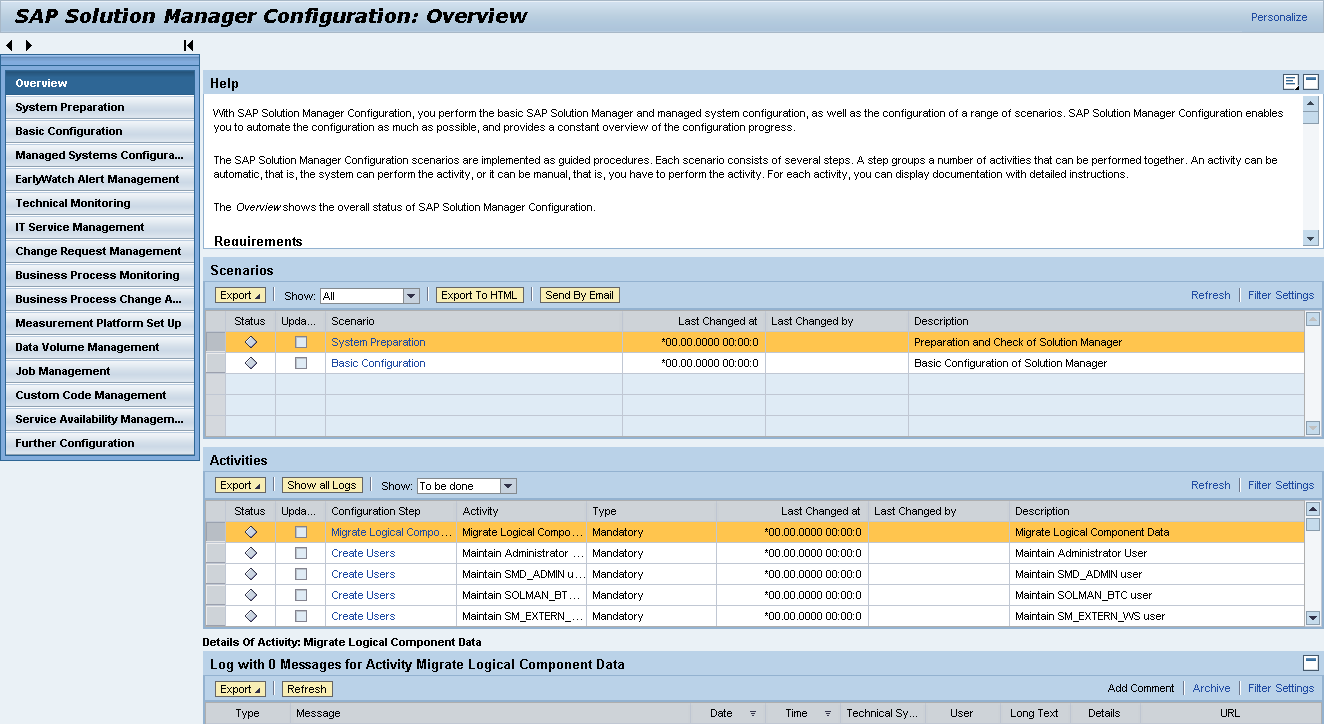 SAP Solution Manager Configuration: Overview
Personalize
Overview
System Preparation
Basic Configuration
Managed Systems Configura...
EarlyWatch Alert Management
Technical Monitoring
IT Service Management
Change Request Management
Business Process Monitoring
Business Process Change A...
Measurement Platform Set Up
Data Volume Management
Job Management
Custom Code Management
Service Availability Managem...
Further Configuration
Help
With SAP Solution Manager Configuration, you perform the basic SAP Solution Manager and managed system configuration, as well as the configuration of a range of scenarios. SAP Solution Manager Configuration enables
you to automate the configuration as much as possible, and provides a constant overview of the configuration progress.
The SAP Solution Manager Configuration scenarios are implemented as guided procedures. Each scenario consists of several steps. A step groups a number of activities that can be performed together. An activity can be
automatic, that is, the system can perform the activity, or it can be manual, that is, you have to perform the activity. For each activity, you can display documentation with detailed instructions.
The Overview shows the overall status of SAP Solution Manager Configuration.
Requirements
Scenarios
Export Show: All Export To HTML Send By Email Refresh Filter Settings
Status Upda... Scenario Last Changed at Last Changed by Description
System Preparation *00.00.0000 00:00:0 Preparation and Check of Solution Manager
Basic Configuration *00.00.0000 00:00:0 Basic Configuration of Solution Manager
Activities
Export Show all Logs Show: To be done Refresh Filter Settings
Status Upda... Configuration Step Activity Type Last Changed at Last Changed by Description
Migrate Logical Compo... Migrate Logical Compo... Mandatory *00.00.0000 00:00:0 Migrate Logical Component Data
Create Users Maintain Administrator ... Mandatory *00.00.0000 00:00:0 Maintain Administrator User
Create Users Maintain SMD_ADMIN u... Mandatory *00.00.0000 00:00:0 Maintain SMD_ADMIN user
Create Users Maintain SOLMAN_BT... Mandatory *00.00.0000 00:00:0 Maintain SOLMAN_BTC user
Create Users Maintain SM_EXTERN_... Mandatory *00.00.0000 00:00:0 Maintain SM_EXTERN_WS user
Details Of Activity: Migrate Logical Component Data
Log with 0 Messages for Activity Migrate Logical Component Data
Export Refresh Add Comment Archive Filter Settings
Type Message Date Time Technical Sy... User Long Text Details URL